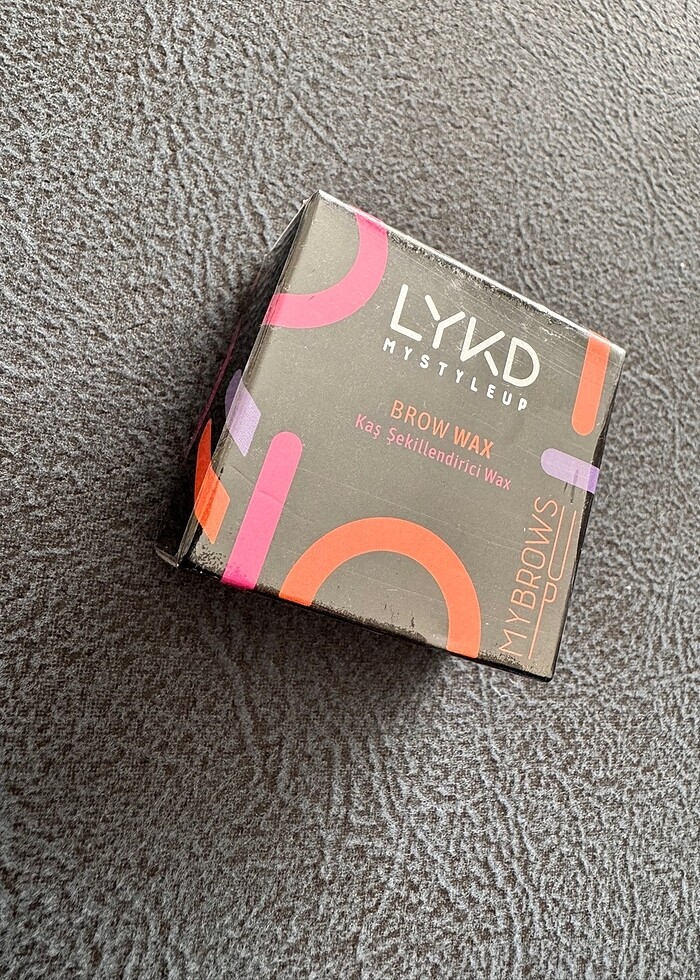 LYKD
MYSTYLEUP
BROW WAX
Kaş Şekillendirici Wax
MYBROWS